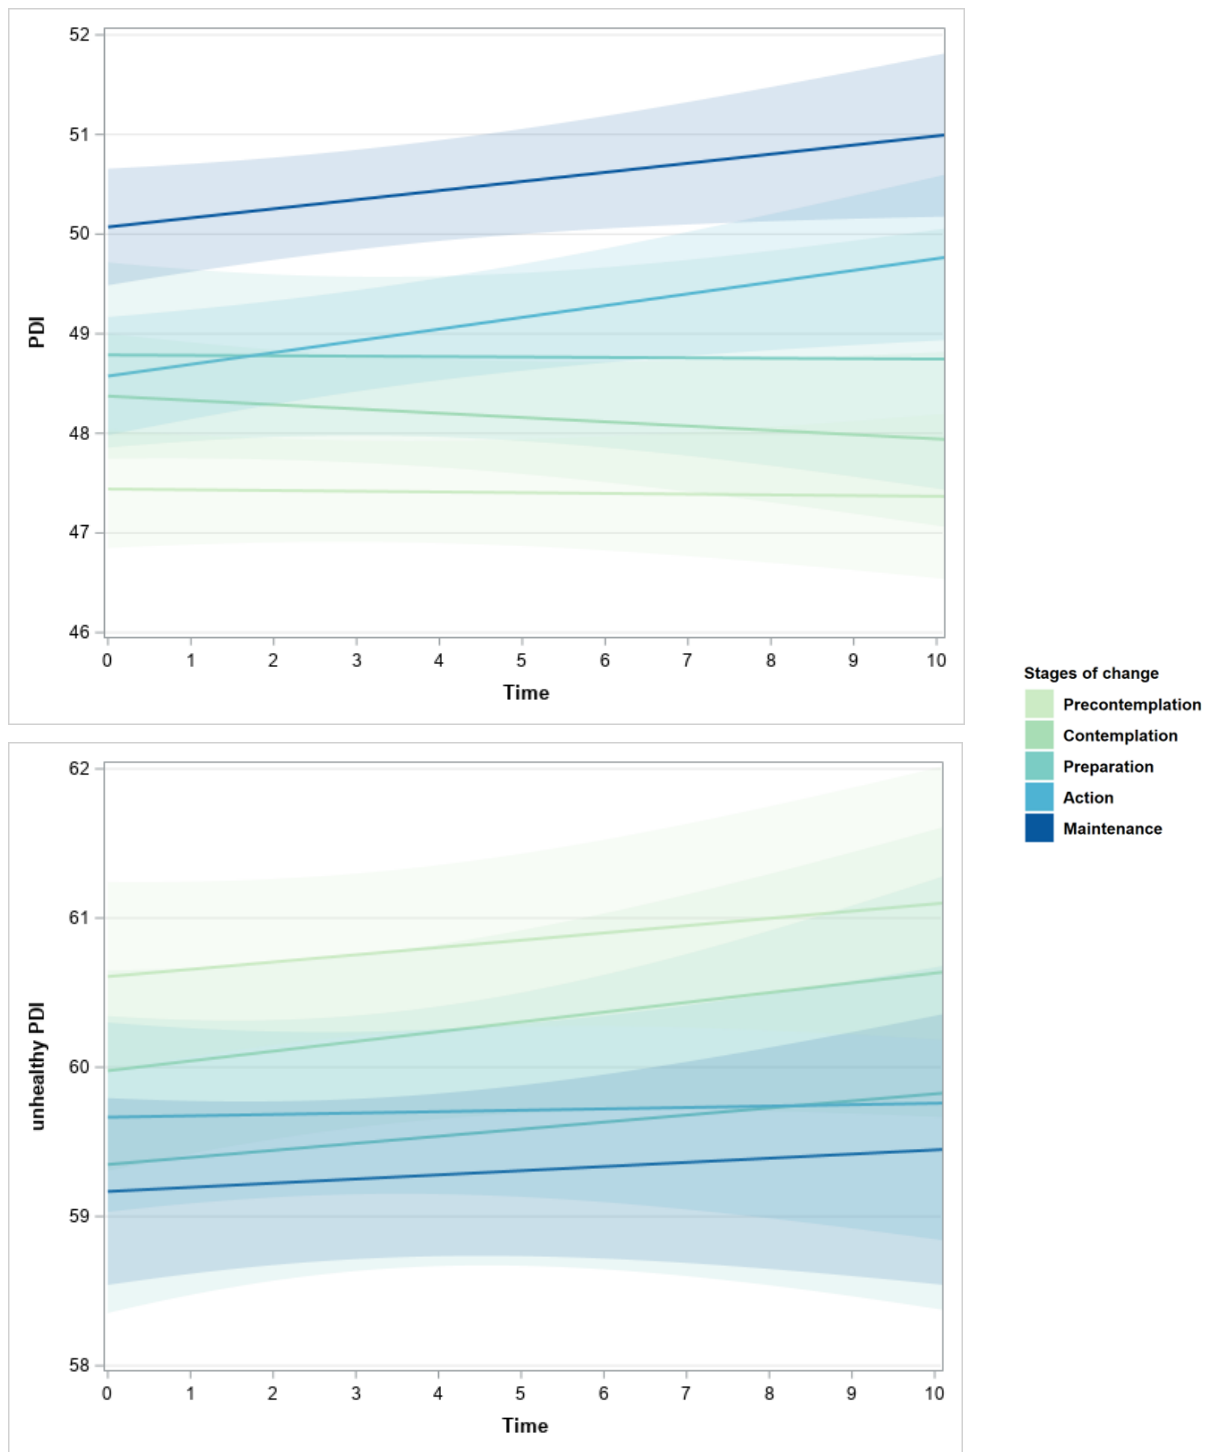 52
51
50
49
48
47
46
PDI
0 1 2 3 4 5 6 7 8 9 10
Time
Stages of change
Precontemplation
Contemplation
Preparation
Action
Maintenance
62
61
60
59
58
unhealthy PDI
0 1 2 3 4 5 6 7 8 9 10
Time